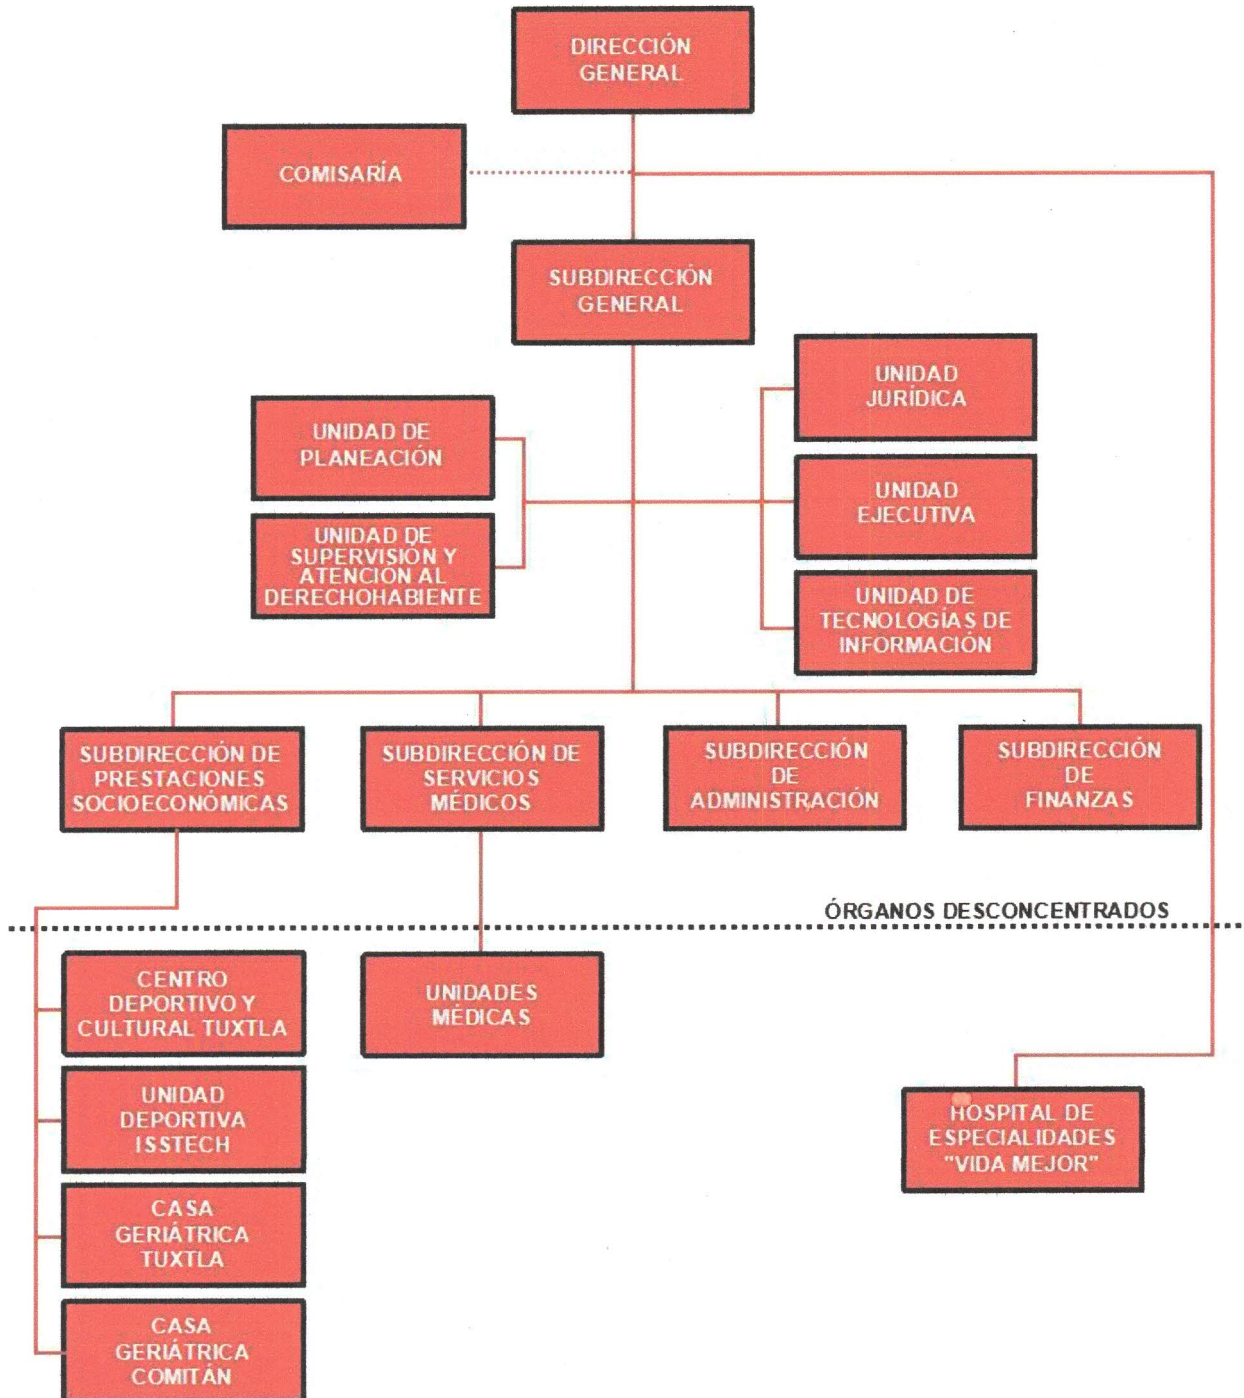 DIRECCIÓN
GENERAL
COMISARÍA
SUBDIRECCIÓN
GENERAL
UNIDAD
JURÍDICA
UNIDAD DE
PLANEACIÓN
UNIDAD
EJECUTIVA
UNIDAD DE
SUPERVISIÓN Y
ATENCIÓN AL
DERECHOHABIENTE
UNIDAD DE
TECNOLOGÍAS DE
INFORMACIÓN
SUBDIRECCIÓN DE
PRESTACIONES
SOCIOECONÓMICAS
SUBDIRECCIÓN DE
SERVICIOS
MÉDICOS
SUBDIRECCIÓN
DE
ADMINISTRACIÓN
SUBDIRECCIÓN
DE
FINANZAS
ÓRGANOS DESCONCENTRADOS
CENTRO
DEPORTIVO Y
CULTURAL TUXTLA
UNIDADES
MÉDICAS
UNIDAD
DEPORTIVA
ISSTECH
HOSPITAL DE
ESPECIALIDADES
"VIDA MEJOR"
CASA
GERIÁTRICA
TUXTLA
CASA
GERIÁTRICA
COMITÁN